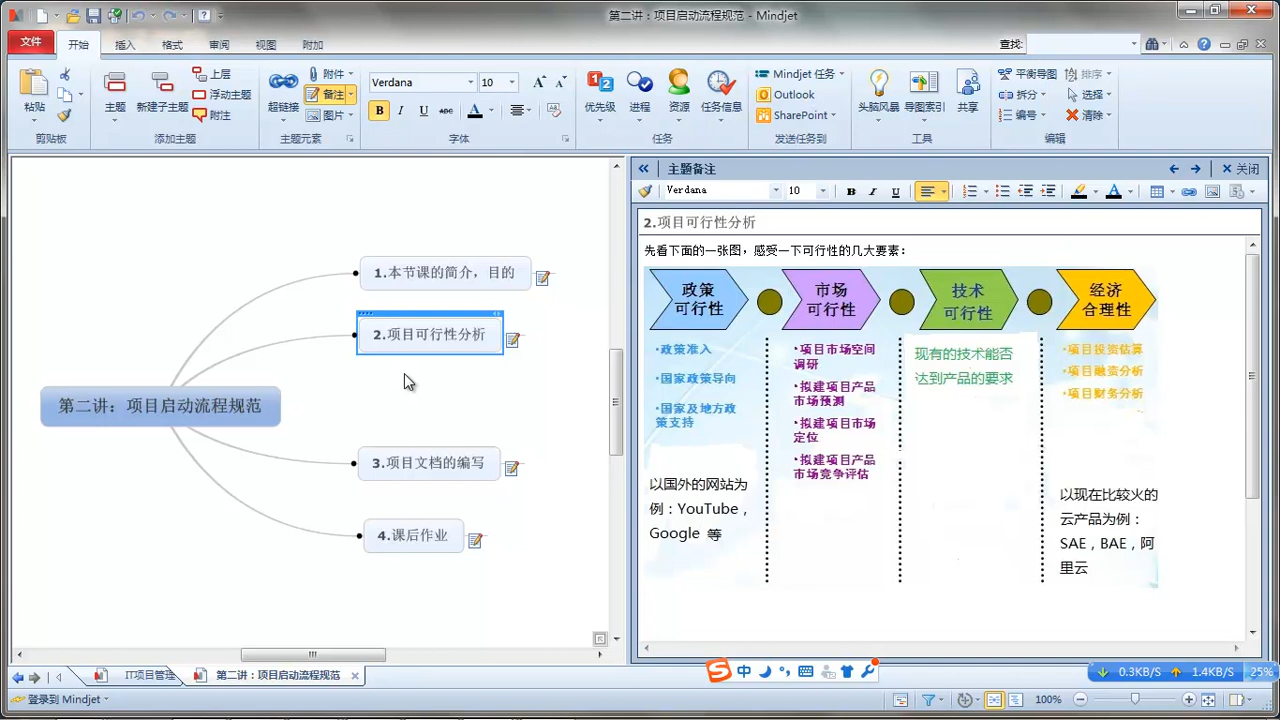 第二讲：项目启动流程规范 - Mindjet
文件 开始 插入 格式 审阅 视图 附加 查找:
上层 附件 Verdana 10 Mindjet 任务 平衡导图 排序
粘贴 主题 新建子主题 浮动主题 超链接 备注 优先级 进程 资源 任务信息 Outlook 头脑风暴 导图索引 共享 拆分 选择
附注 图片 B I U abc A SharePoint 编号 清除
剪贴板 添加主题 主题元素 字体 任务 发送任务到 工具 编辑
第二讲：项目启动流程规范
1.本节课的简介，目的
2.项目可行性分析
3.项目文档的编写
4.课后作业
主题备注 关闭
Verdana 10 B I U A
2.项目可行性分析
先看下面的一张图，感受一下可行性的几大要素：
政策
可行性
市场
可行性
技术
可行性
经济
合理性
·政策准入
·国家政策导向
·国家及地方政
策支持
以国外的网站为
例：YouTube，
Google 等
·项目市场空间
调研
·拟建项目产品
市场预测
·拟建项目市场
定位
·拟建项目产品
市场竞争评估
现有的技术能否
达到产品的要求
·项目投资估算
·项目融资分析
·项目财务分析
以现在比较火的
云产品为例：
SAE，BAE，阿
里云
IT项目管理 第二讲：项目启动流程规范
中 0.3KB/S 1.4KB/S 25%
登录到 Mindjet 100%